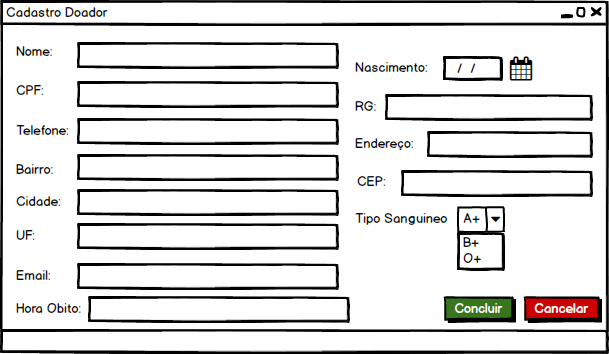 Cadastro Doador
Nome:
CPF:
Telefone:
Bairro:
Cidade:
UF:
Email:
Hora Obito:
Nascimento: / /
RG:
Endereço:
CEP:
Tipo Sanguineo A+
B+
O+
Concluir Cancelar